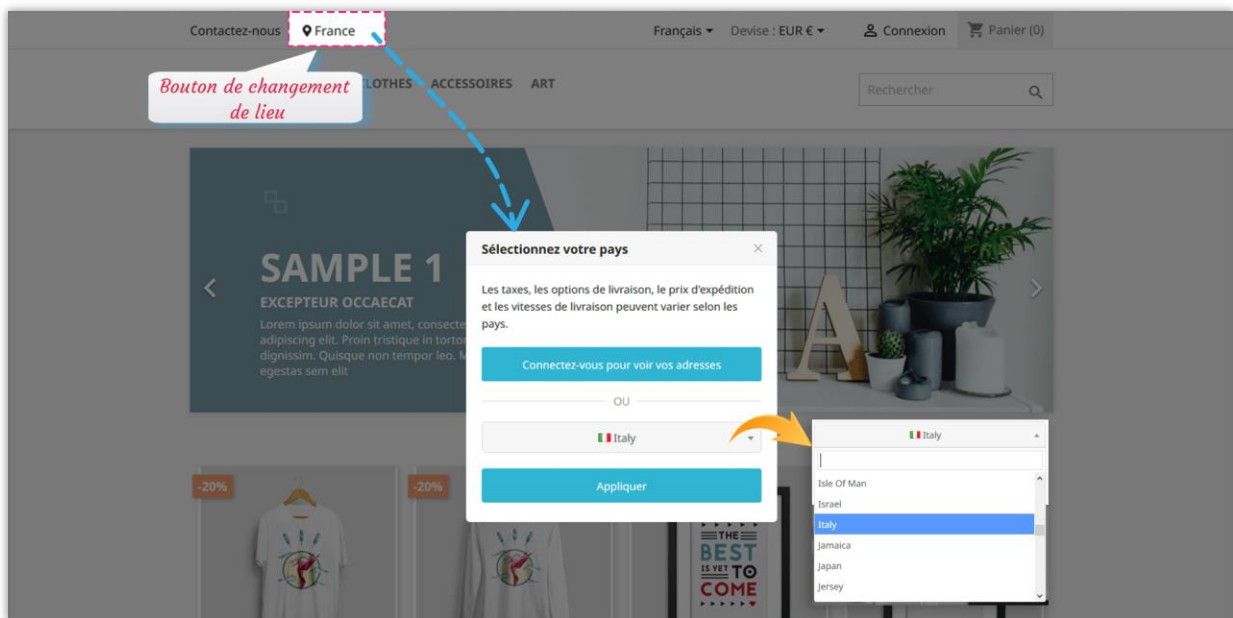 Contactez-nous
France
Français
Devise : EUR €
Connexion
Panier (0)
Bouton de changement
de lieu
LOTHES
ACCESSOIRES
ART
Rechercher
SAMPLE 1
EXCEPTEUR OCCAECAT
Lorem ipsum dolor sit amet, consecte
adipiscing elit. Proin tristique in tortor
dignissim. Quisque non tempor leo. M
egestas sem elit
Sélectionnez votre pays
×
Les taxes, les options de livraison, le prix d'expédition
et les vitesses de livraison peuvent varier selon les
pays.
Connectez-vous pour voir vos adresses
OU
Italy
Appliquer
Italy
Isle Of Man
Israel
Italy
Jamaica
Japan
Jersey
-20%
-20%
THE
BEST
IS YET TO
COME
A